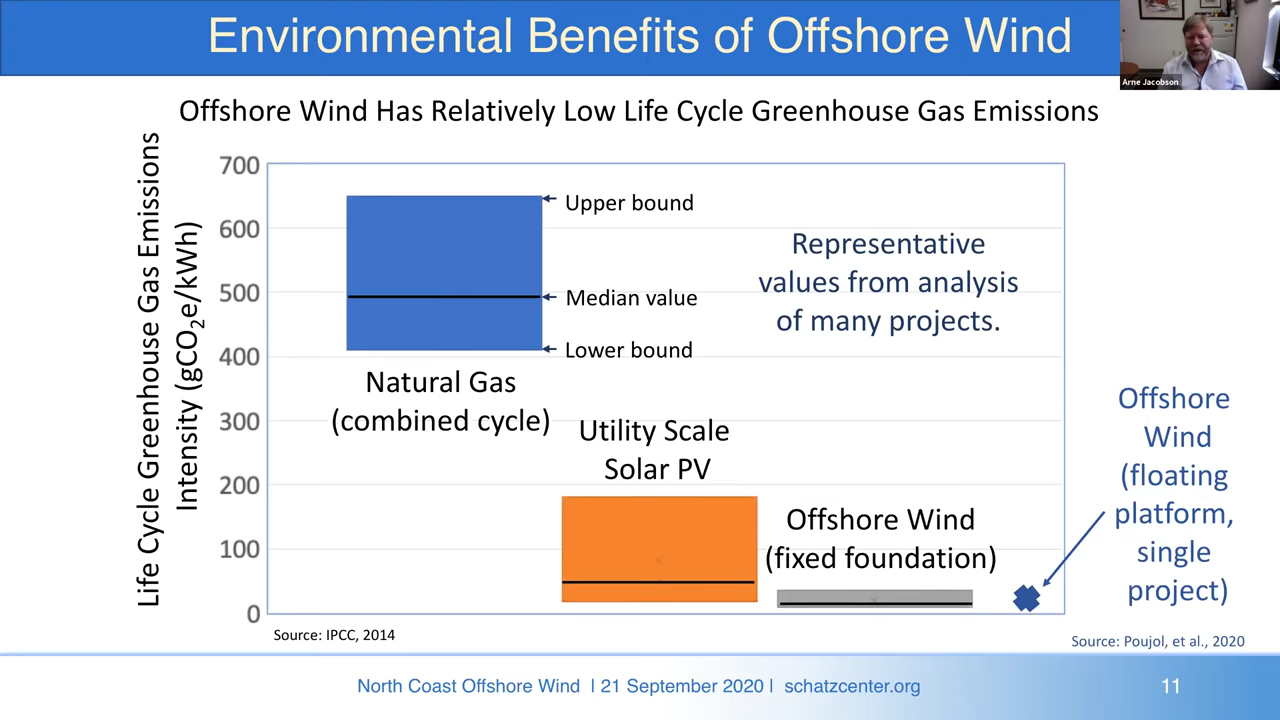 Environmental Benefits of Offshore Wind
Arne Jacobson
Offshore Wind Has Relatively Low Life Cycle Greenhouse Gas Emissions
Life Cycle Greenhouse Gas Emissions
Intensity (gCO₂e/kWh)
700
600
500
400
300
200
100
0
Upper bound
Median value
Lower bound
Natural Gas
(combined cycle)
Representative
values from analysis
of many projects.
Utility Scale
Solar PV
Offshore Wind
(fixed foundation)
Offshore
Wind
(floating
platform,
single
project)
Source: IPCC, 2014
Source: Poujol, et al., 2020
North Coast Offshore Wind | 21 September 2020 | schatzcenter.org
11